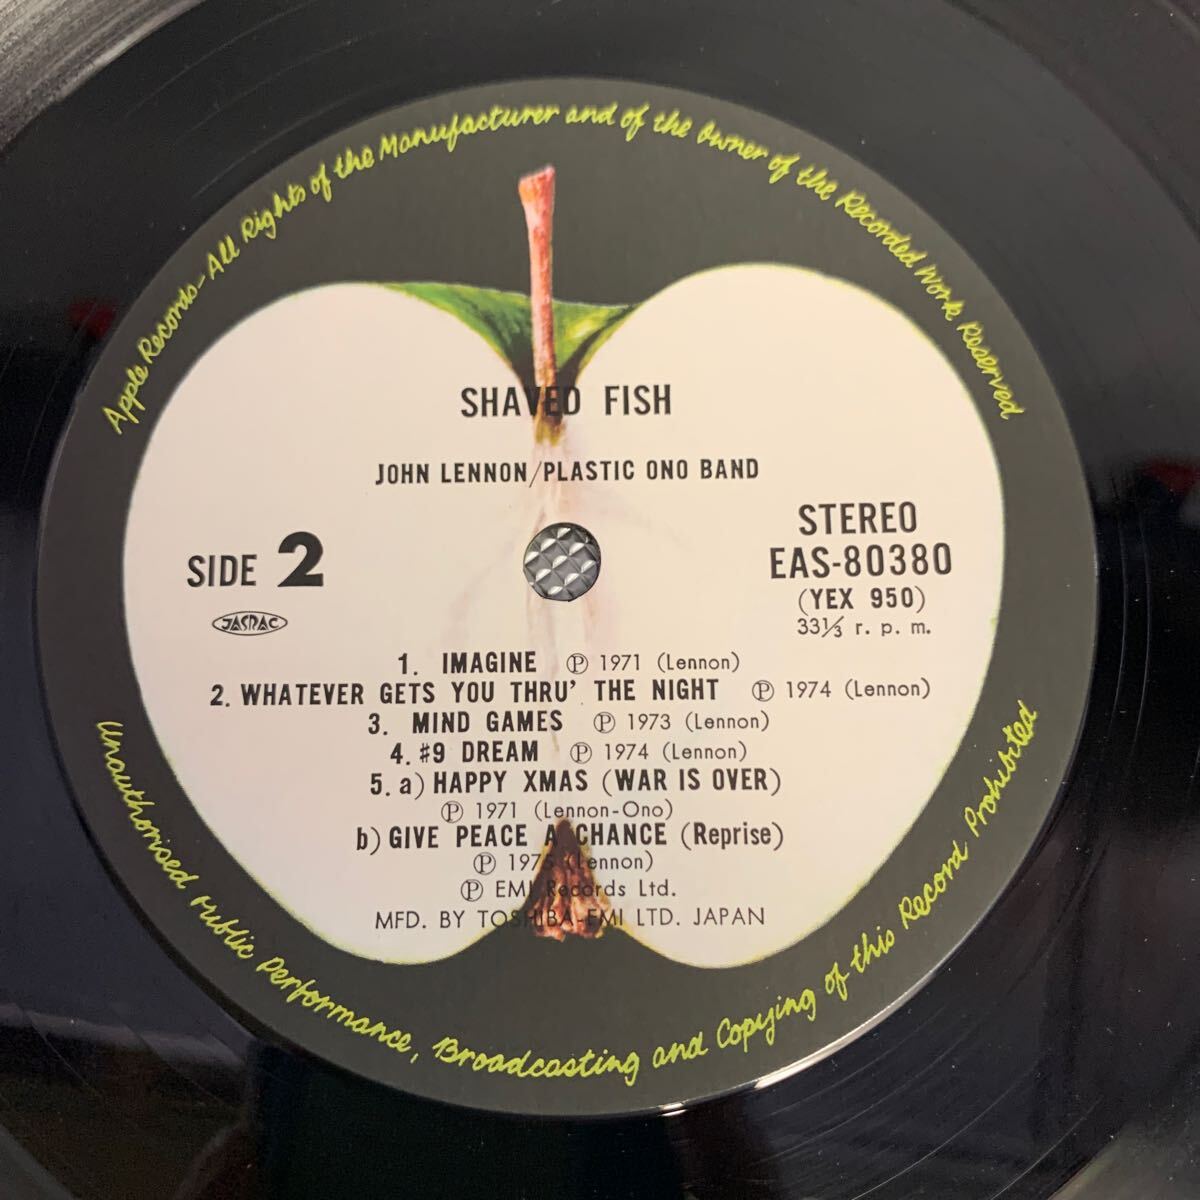 Apple Records-All Rights of the Manufacturer and of the Owner of the Recorded Work Reserved
SHAVED FISH
JOHN LENNON/PLASTIC ONO BAND
STEREO
SIDE 2
EAS-80380
(YEX 950)
JASRAC
33⅓ r. p. m.
1. IMAGINE Ⓟ 1971 (Lennon)
2. WHATEVER GETS YOU THRU' THE NIGHT Ⓟ 1974 (Lennon)
3. MIND GAMES Ⓟ 1973 (Lennon)
4. #9 DREAM Ⓟ 1974 (Lennon)
5. a) HAPPY XMAS (WAR IS OVER)
Ⓟ 1971 (Lennon-Ono)
b) GIVE PEACE A CHANCE (Reprise)
Ⓟ 1975 (Lennon)
Ⓟ EMI Records Ltd.
MFD. BY TOSHIBA-EMI LTD. JAPAN
Unauthorised Public Performance, Broadcasting and Copying of this Record Prohibited